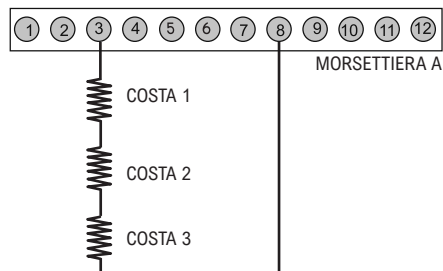 1 2 3 4 5 6 7 8 9 10 11 12
MORSETTIERA A
COSTA 1
COSTA 2
COSTA 3